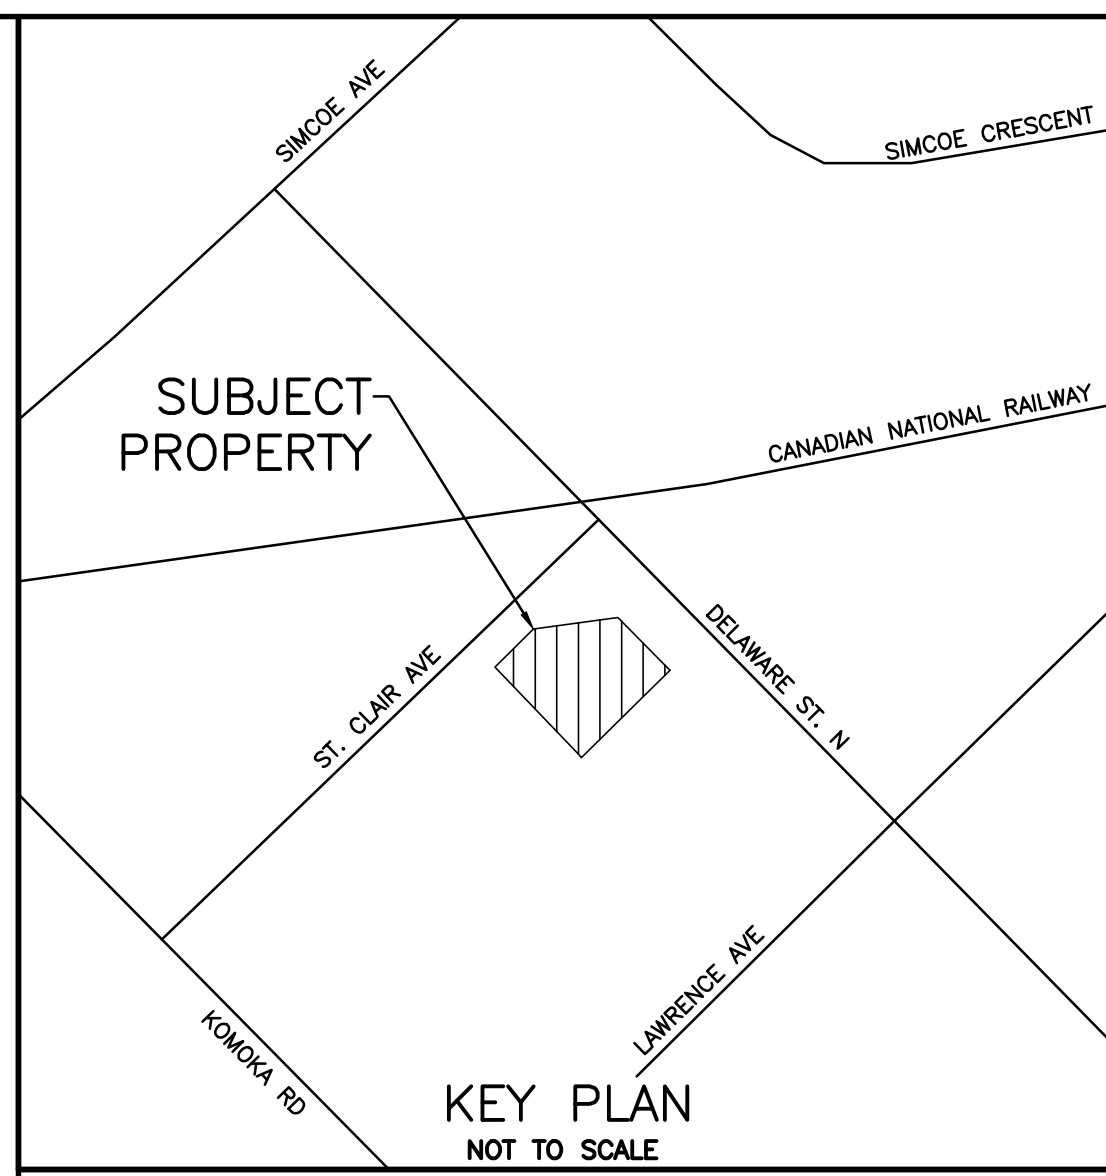 SIMCOE AVE
SIMCOE CRESCENT
SUBJECT
PROPERTY
CANADIAN NATIONAL RAILWAY
DELAWARE ST. N
ST. CLAIR AVE
LAWRENCE AVE
KOMOKA RD
KEY PLAN
NOT TO SCALE